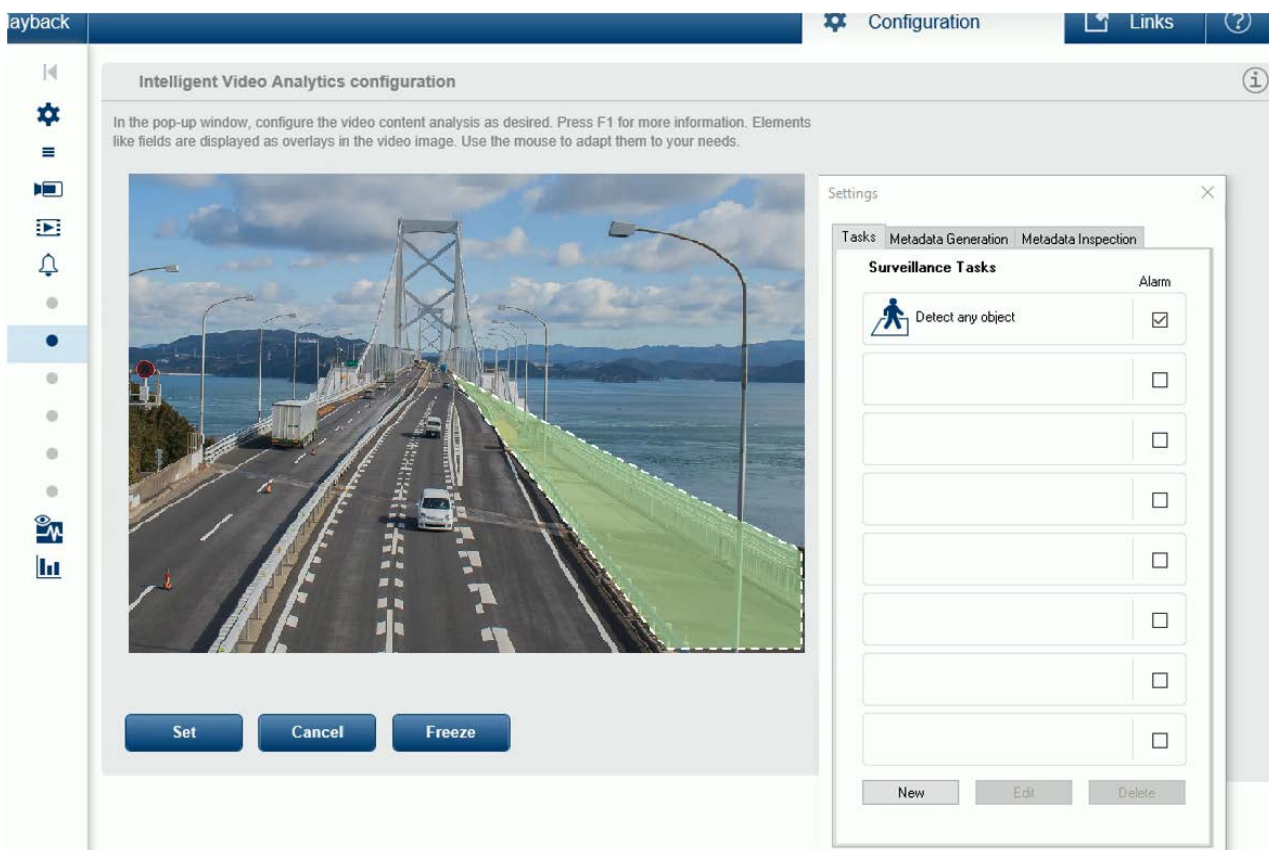 layback
Configuration
Links
?
Intelligent Video Analytics configuration
i
In the pop-up window, configure the video content analysis as desired. Press F1 for more information. Elements
like fields are displayed as overlays in the video image. Use the mouse to adapt them to your needs.
Settings
Tasks Metadata Generation Metadata Inspection
Surveillance Tasks
Alarm
Detect any object
Set Cancel Freeze
New Edit Delete